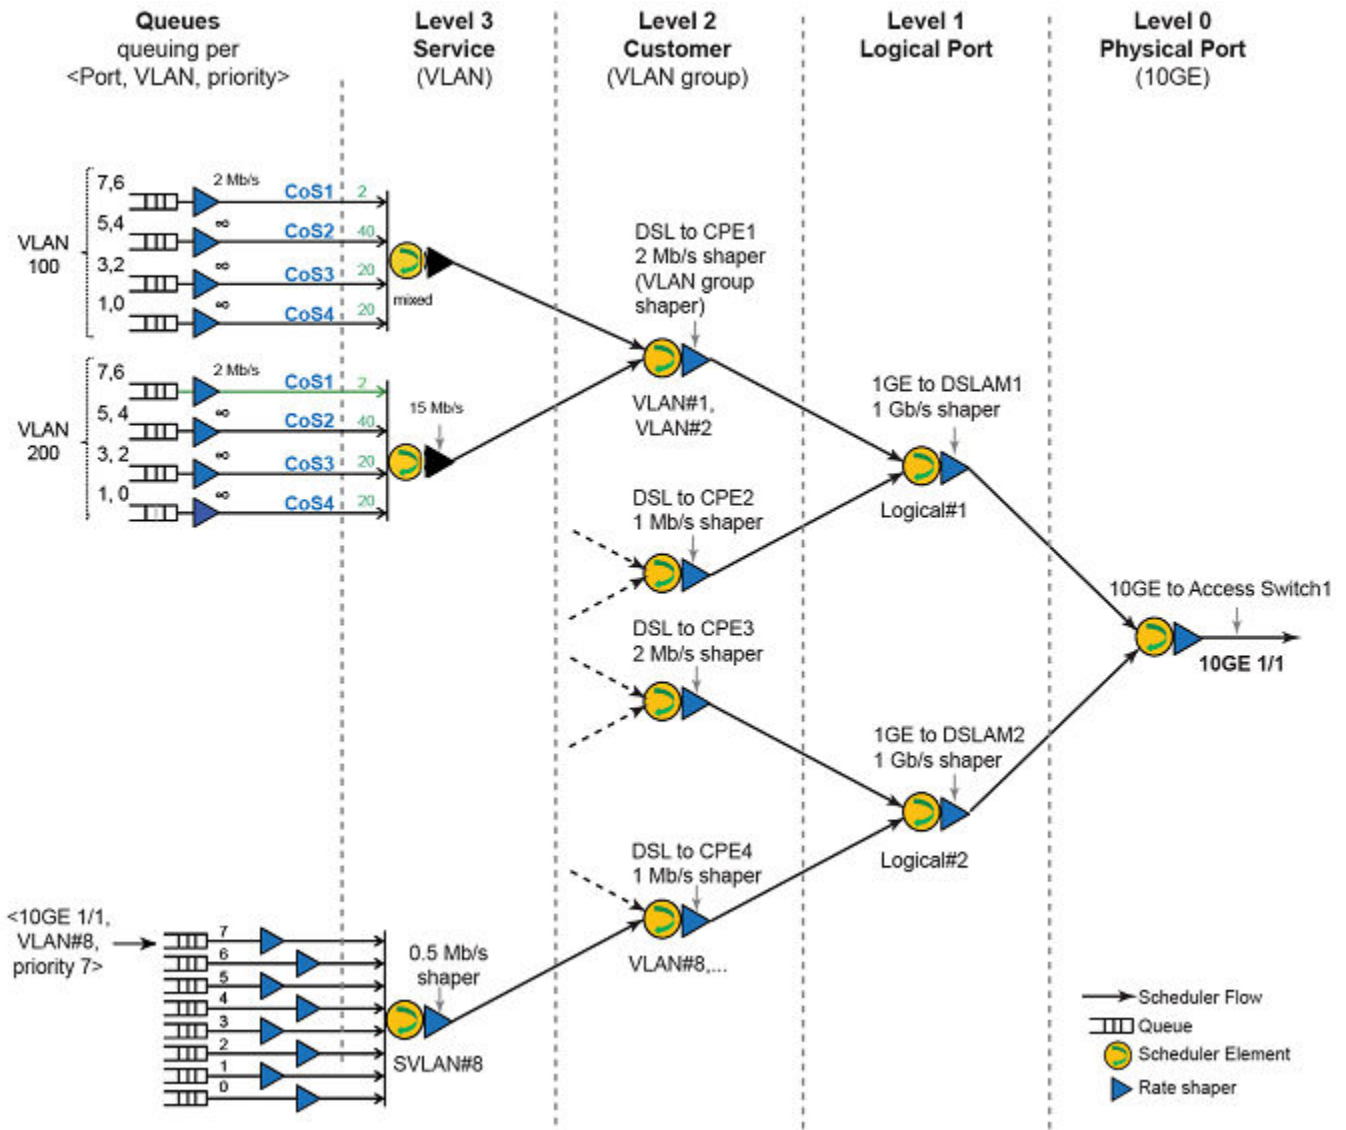 Queues
queuing per
<Port, VLAN, priority>
Level 3
Service
(VLAN)
Level 2
Customer
(VLAN group)
Level 1
Logical Port
Level 0
Physical Port
(10GE)
VLAN
100
7,6
2 Mb/s
CoS1
2
5,4
∞
CoS2
40
3,2
∞
CoS3
20
1,0
∞
CoS4
20
mixed
VLAN
200
7,6
2 Mb/s
CoS1
2
5, 4
∞
CoS2
40
3, 2
∞
CoS3
20
1, 0
∞
CoS4
20
15 Mb/s
DSL to CPE1
2 Mb/s shaper
(VLAN group
shaper)
VLAN#1,
VLAN#2
DSL to CPE2
1 Mb/s shaper
DSL to CPE3
2 Mb/s shaper
DSL to CPE4
1 Mb/s shaper
VLAN#8,...
1GE to DSLAM1
1 Gb/s shaper
Logical#1
1GE to DSLAM2
1 Gb/s shaper
Logical#2
10GE to Access Switch1
10GE 1/1
<10GE 1/1,
VLAN#8,
priority 7>
7
6
5
4
3
2
1
0
0.5 Mb/s
shaper
SVLAN#8
Scheduler Flow
Queue
Scheduler Element
Rate shaper